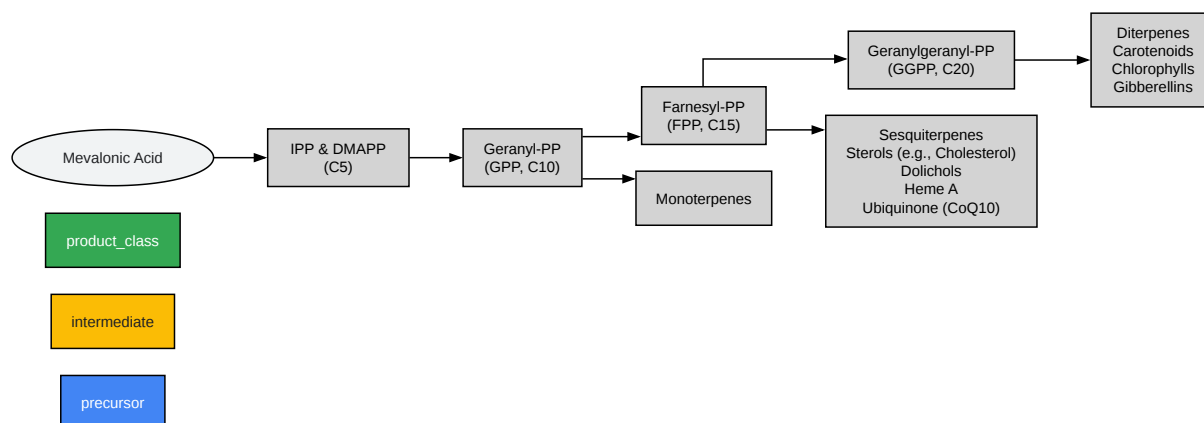 Mevalonic Acid
IPP & DMAPP
(C5)
Geranyl-PP
(GPP, C10)
Farnesyl-PP
(FPP, C15)
Monoterpenes
Geranylgeranyl-PP
(GGPP, C20)
Sesquiterpenes
Sterols (e.g., Cholesterol)
Dolichols
Heme A
Ubiquinone (CoQ10)
Diterpenes
Carotenoids
Chlorophylls
Gibberellins
product_class
intermediate
precursor